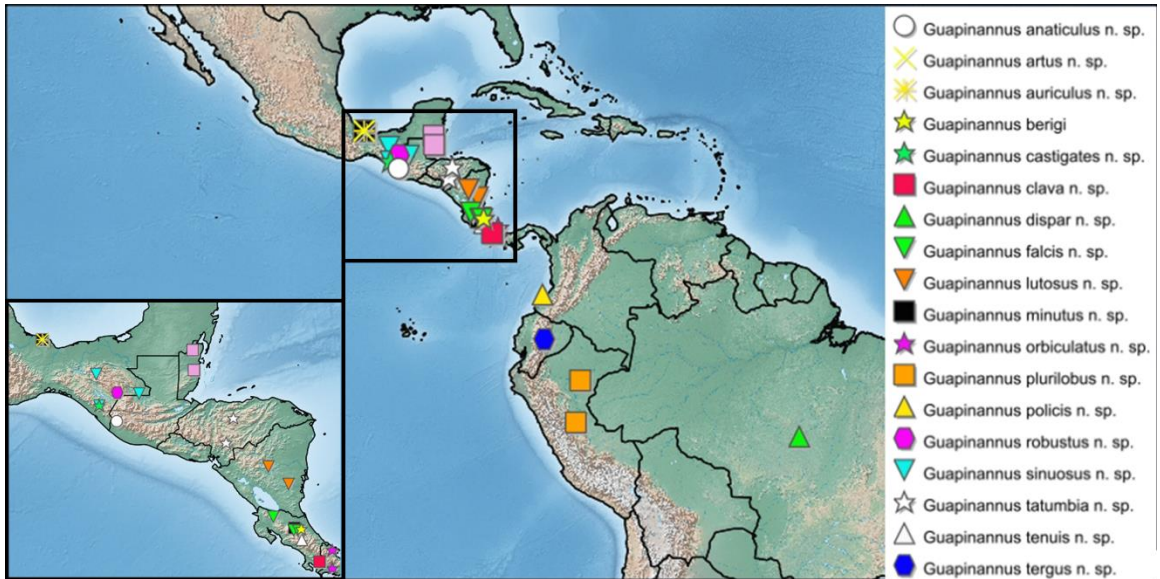 Guapinannus anaticulus n. sp.
Guapinannus artus n. sp.
Guapinannus auriculus n. sp.
Guapinannus berigi
Guapinannus castigates n. sp.
Guapinannus clava n. sp.
Guapinannus dispar n. sp.
Guapinannus falcis n. sp.
Guapinannus lutosus n. sp.
Guapinannus minutus n. sp.
Guapinannus orbiculatus n. sp.
Guapinannus plurilobus n. sp.
Guapinannus policis n. sp.
Guapinannus robustus n. sp.
Guapinannus sinuosus n. sp.
Guapinannus tatumbia n. sp.
Guapinannus tenuis n. sp.
Guapinannus tergus n. sp.